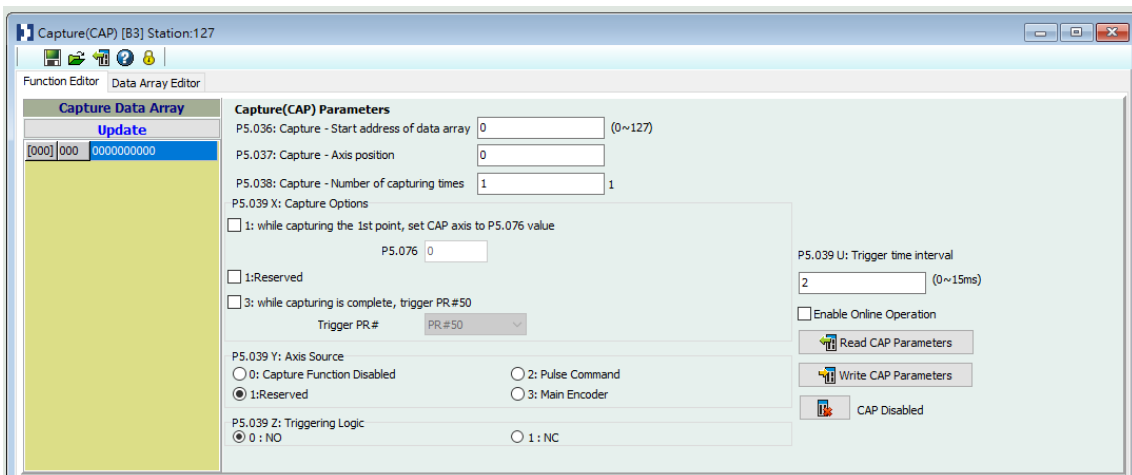 Capture(CAP) [B3] Station:127
Function Editor Data Array Editor
Capture Data Array
Update
[000] 000 0000000000
Capture(CAP) Parameters
P5.036: Capture - Start address of data array 0 (0~127)
P5.037: Capture - Axis position 0
P5.038: Capture - Number of capturing times 1 1
P5.039 X: Capture Options
1: while capturing the 1st point, set CAP axis to P5.076 value
P5.076 0
1:Reserved
3: while capturing is complete, trigger PR#50
Trigger PR# PR#50
P5.039 Y: Axis Source
0: Capture Function Disabled 2: Pulse Command
1:Reserved 3: Main Encoder
P5.039 Z: Triggering Logic
0 : NO 1 : NC
P5.039 U: Trigger time interval
2 (0~15ms)
Enable Online Operation
Read CAP Parameters
Write CAP Parameters
CAP Disabled